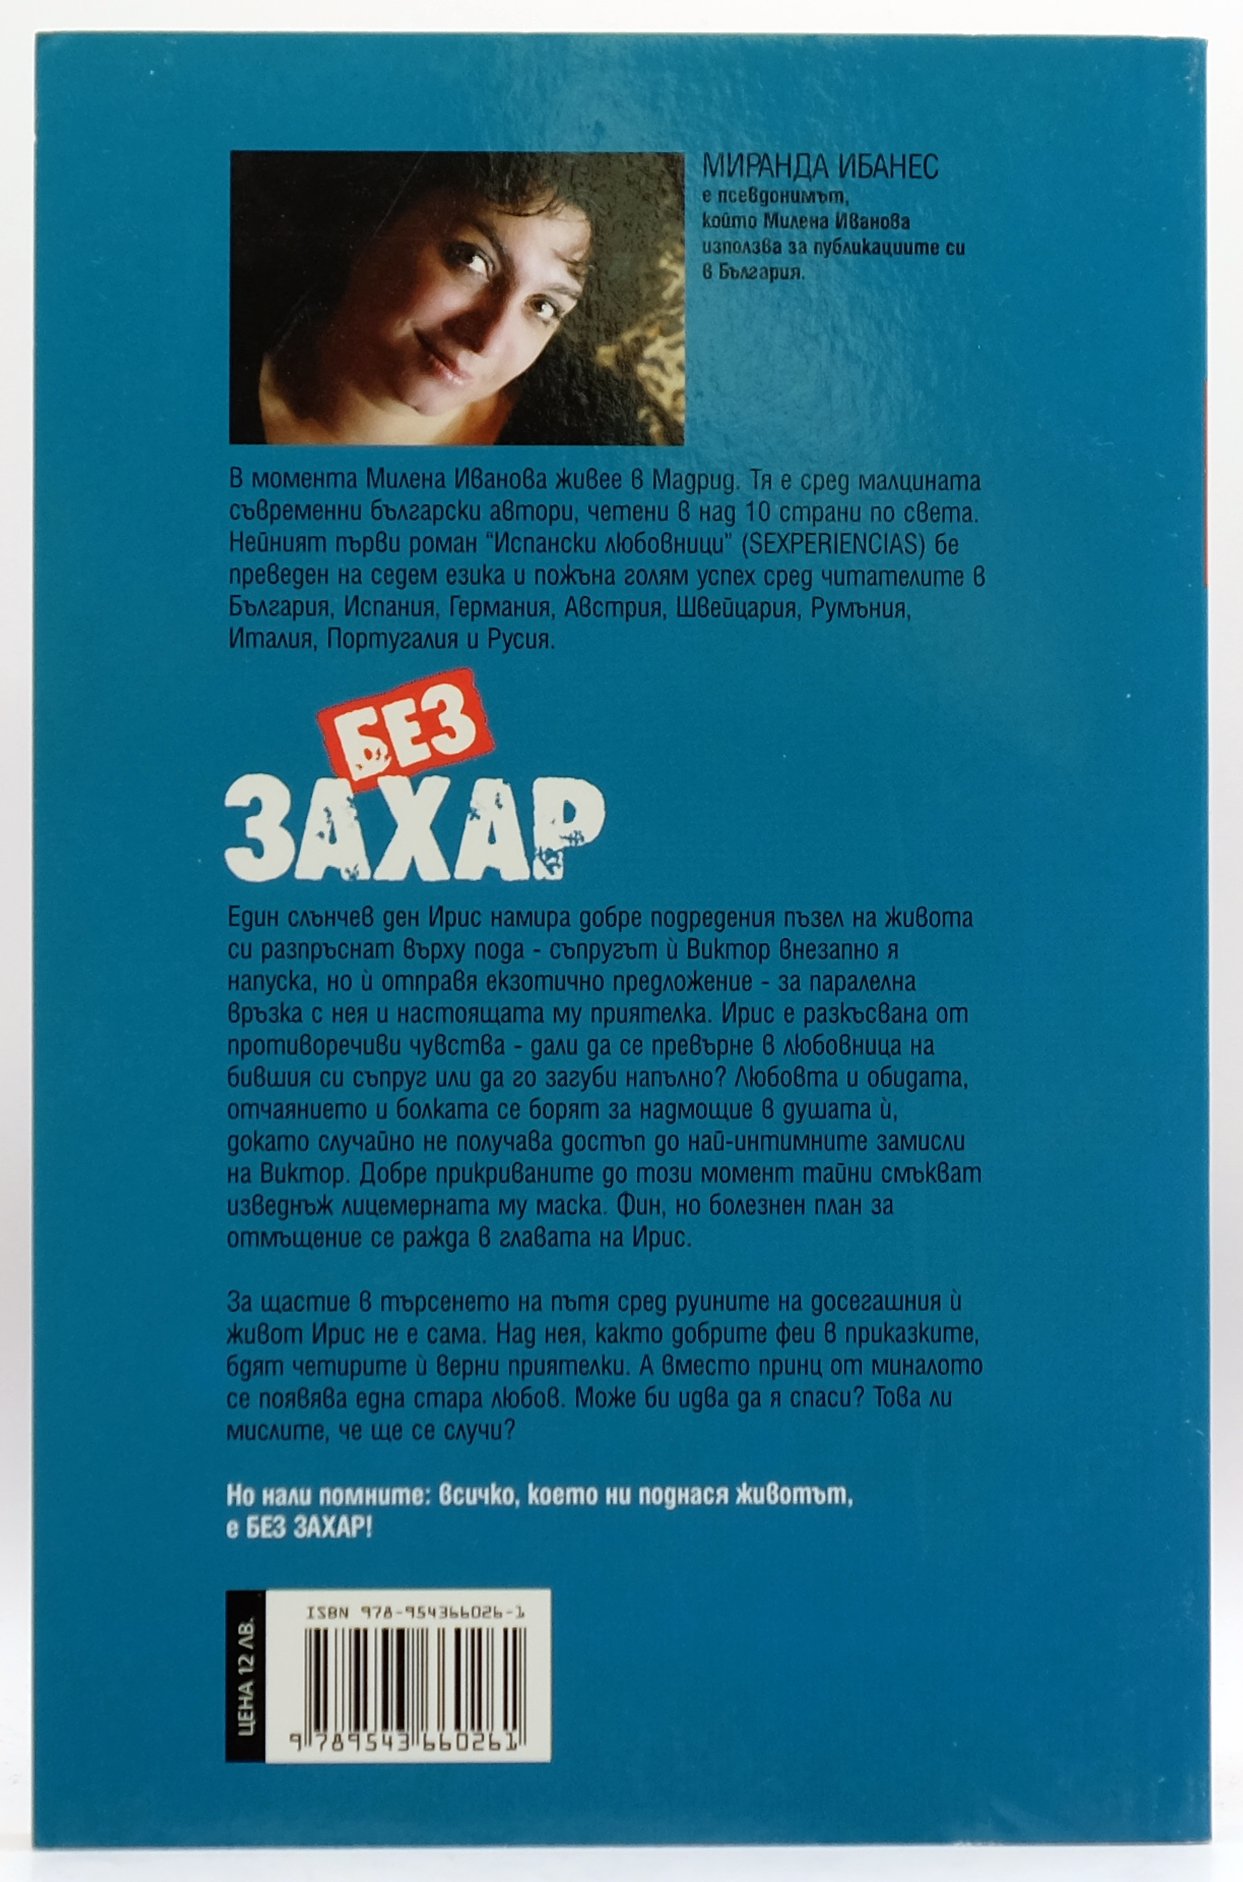 МИРАНДА ИБАНЕС
е псевдонимът,
който Милена Иванова
използва за публикациите си
в България.
В момента Милена Иванова живее в Мадрид. Тя е сред малцината
съвременни български автори, четени в над 10 страни по света.
Нейният първи роман “Испански любовници” (SEXPERIENCIAS) бе
преведен на седем езика и пожъна голям успех сред читателите в
България, Испания, Германия, Австрия, Швейцария, Румъния,
Италия, Португалия и Русия.
БЕЗ
ЗАХАР
Един слънчев ден Ирис намира добре подредения пъзел на живота
си разпръснат върху пода - съпругът ѝ Виктор внезапно я
напуска, но ѝ отправя екзотично предложение - за паралелна
връзка с нея и настоящата му приятелка. Ирис е разкъсвана от
противоречиви чувства - дали да се превърне в любовница на
бившия си съпруг или да го загуби напълно? Любовта и обидата,
отчаянието и болката се борят за надмощие в душата ѝ,
докато случайно не получава достъп до най-интимните замисли
на Виктор. Добре прикриваните до този момент тайни смъкват
изведнъж лицемерната му маска. Фин, но болезнен план за
отмъщение се ражда в главата на Ирис.
За щастие в търсенето на пътя сред руините на досегашния ѝ
живот Ирис не е сама. Над нея, както добрите феи в приказките,
бдят четирите ѝ верни приятелки. А вместо принц от миналото
се появява една стара любов. Може би идва да я спаси? Това ли
мислите, че ще се случи?
Но нали помните: всичко, което ни поднася животът,
е БЕЗ ЗАХАР!
ЦЕНА 12 ЛВ.
ISBN 978-954366026-1
9 789543 660261